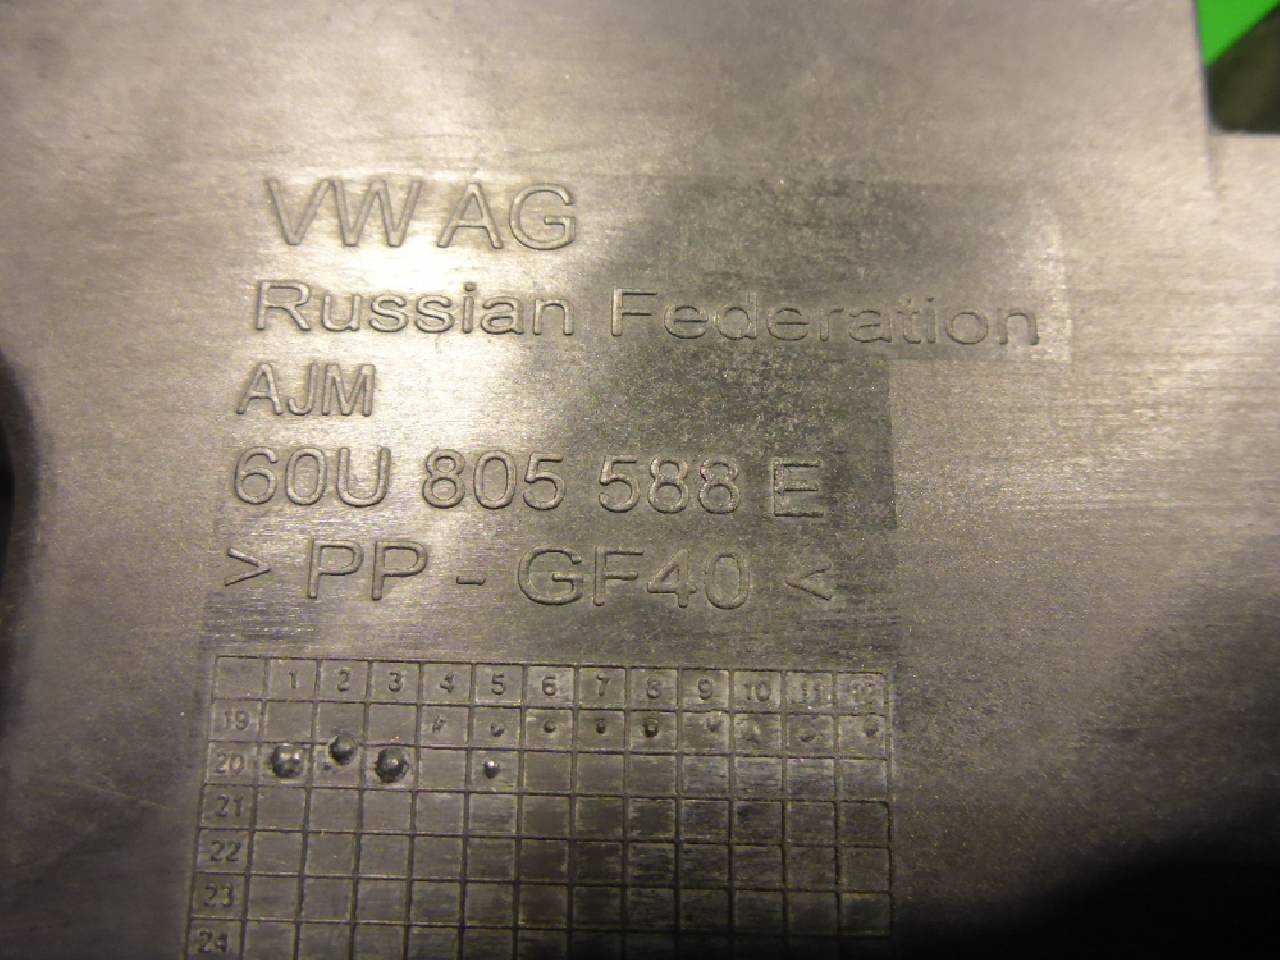 VW AG
Russian Federation
AJM
60U 805 588 E
> PP - GF40 <
1 2 3 4 5 6 7 8 9 10 11 12
19
20
21
22
23
24